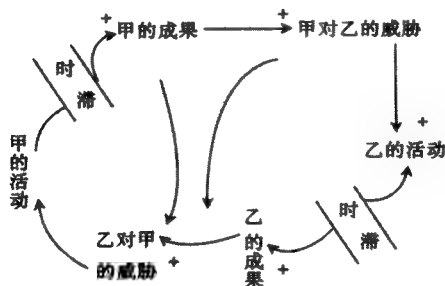 +
+
甲的成果
甲对乙的威胁
时滞
+
乙的活动
甲的活动
时滞
乙对甲
的威胁
+
乙的成果
+